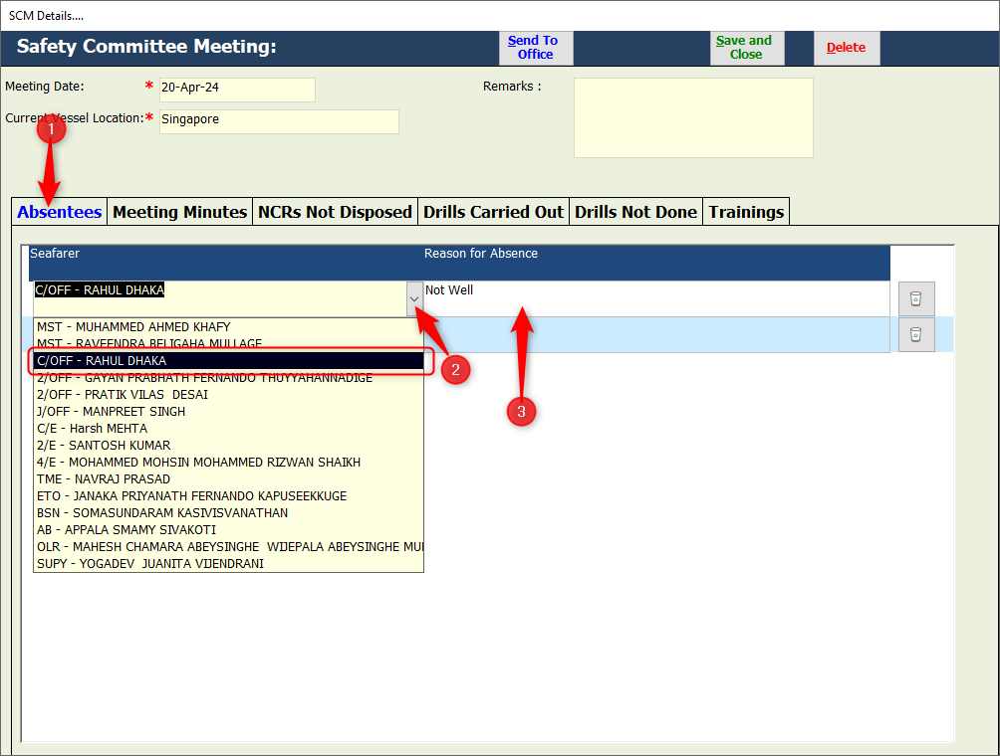 SCM Details....
Safety Committee Meeting:
Send To
Office
Save and
Close
Delete
Meeting Date: * 20-Apr-24
Remarks :
Current Vessel Location:* Singapore
1
Absentees Meeting Minutes NCRs Not Disposed Drills Carried Out Drills Not Done Trainings
Seafarer Reason for Absence
C/OFF - RAHUL DHAKA Not Well
MST - MUHAMMED AHMED KHAFY
MST - RAVEENDRA BELIGAHA MULLAGE
C/OFF - RAHUL DHAKA
2
2/OFF - GAYAN PRABHATH FERNANDO THUYYAHANNADIGE
2/OFF - PRATIK VILAS  DESAI
J/OFF - MANPREET SINGH
3
C/E - Harsh MEHTA
2/E - SANTOSH KUMAR
4/E - MOHAMMED MOHSIN MOHAMMED RIZWAN SHAIKH
TME - NAVRAJ PRASAD
ETO - JANAKA PRIYANATH FERNANDO KAPUSEEKKUGE
BSN - SOMASUNDARAM KASIVISVANATHAN
AB - APPALA SMAMY SIVAKOTI
OLR - MAHESH CHAMARA ABEYSINGHE  WIJEPALA ABEYSINGHE MU
SUPY - YOGADEV  JUANITA VIJENDRANI